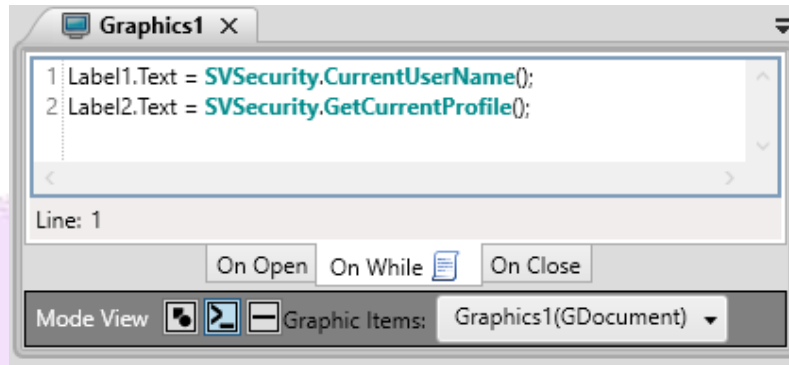 Graphics1 X
1 Label1.Text = SVSecurity.CurrentUserName();
2 Label2.Text = SVSecurity.GetCurrentProfile();
Line: 1
On Open On While On Close
Mode View Graphic Items: Graphics1(GDocument)